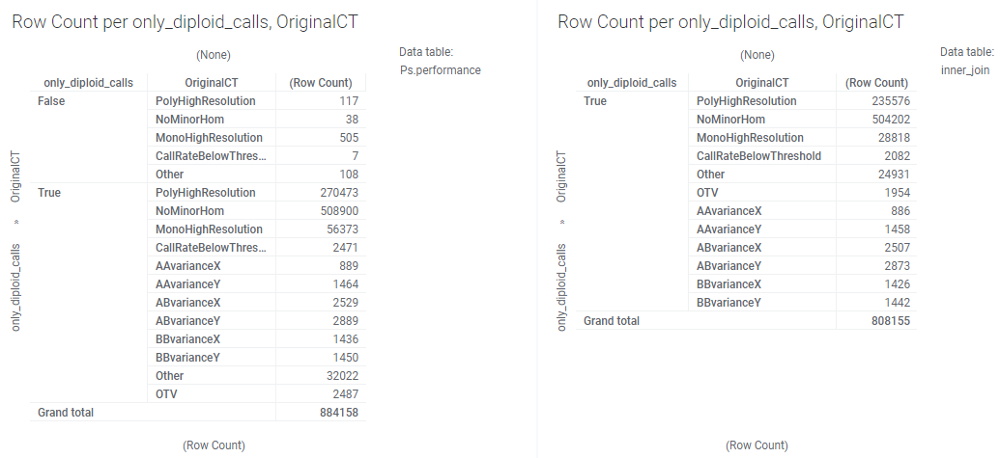 Row Count per only_diploid_calls, OriginalCT
(None)
Data table:
Ps.performance
only_diploid_calls OriginalCT (Row Count)
False PolyHighResolution 117
NoMinorHom 38
MonoHighResolution 505
CallRateBelowThres... 7
Other 108
True PolyHighResolution 270473
NoMinorHom 508900
MonoHighResolution 56373
CallRateBelowThres... 2471
AAvarianceX 889
AAvarianceY 1464
ABvarianceX 2529
ABvarianceY 2889
BBvarianceX 1436
BBvarianceY 1450
Other 32022
OTV 2487
Grand total 884158
(Row Count)
only_diploid_calls * OriginalCT
Row Count per only_diploid_calls, OriginalCT
(None)
Data table:
inner_join
only_diploid_calls OriginalCT (Row Count)
True PolyHighResolution 235576
NoMinorHom 504202
MonoHighResolution 28818
CallRateBelowThreshold 2082
Other 24931
OTV 1954
AAvarianceX 886
AAvarianceY 1458
ABvarianceX 2507
ABvarianceY 2873
BBvarianceX 1426
BBvarianceY 1442
Grand total 808155
(Row Count)
only_diploid_calls * OriginalCT